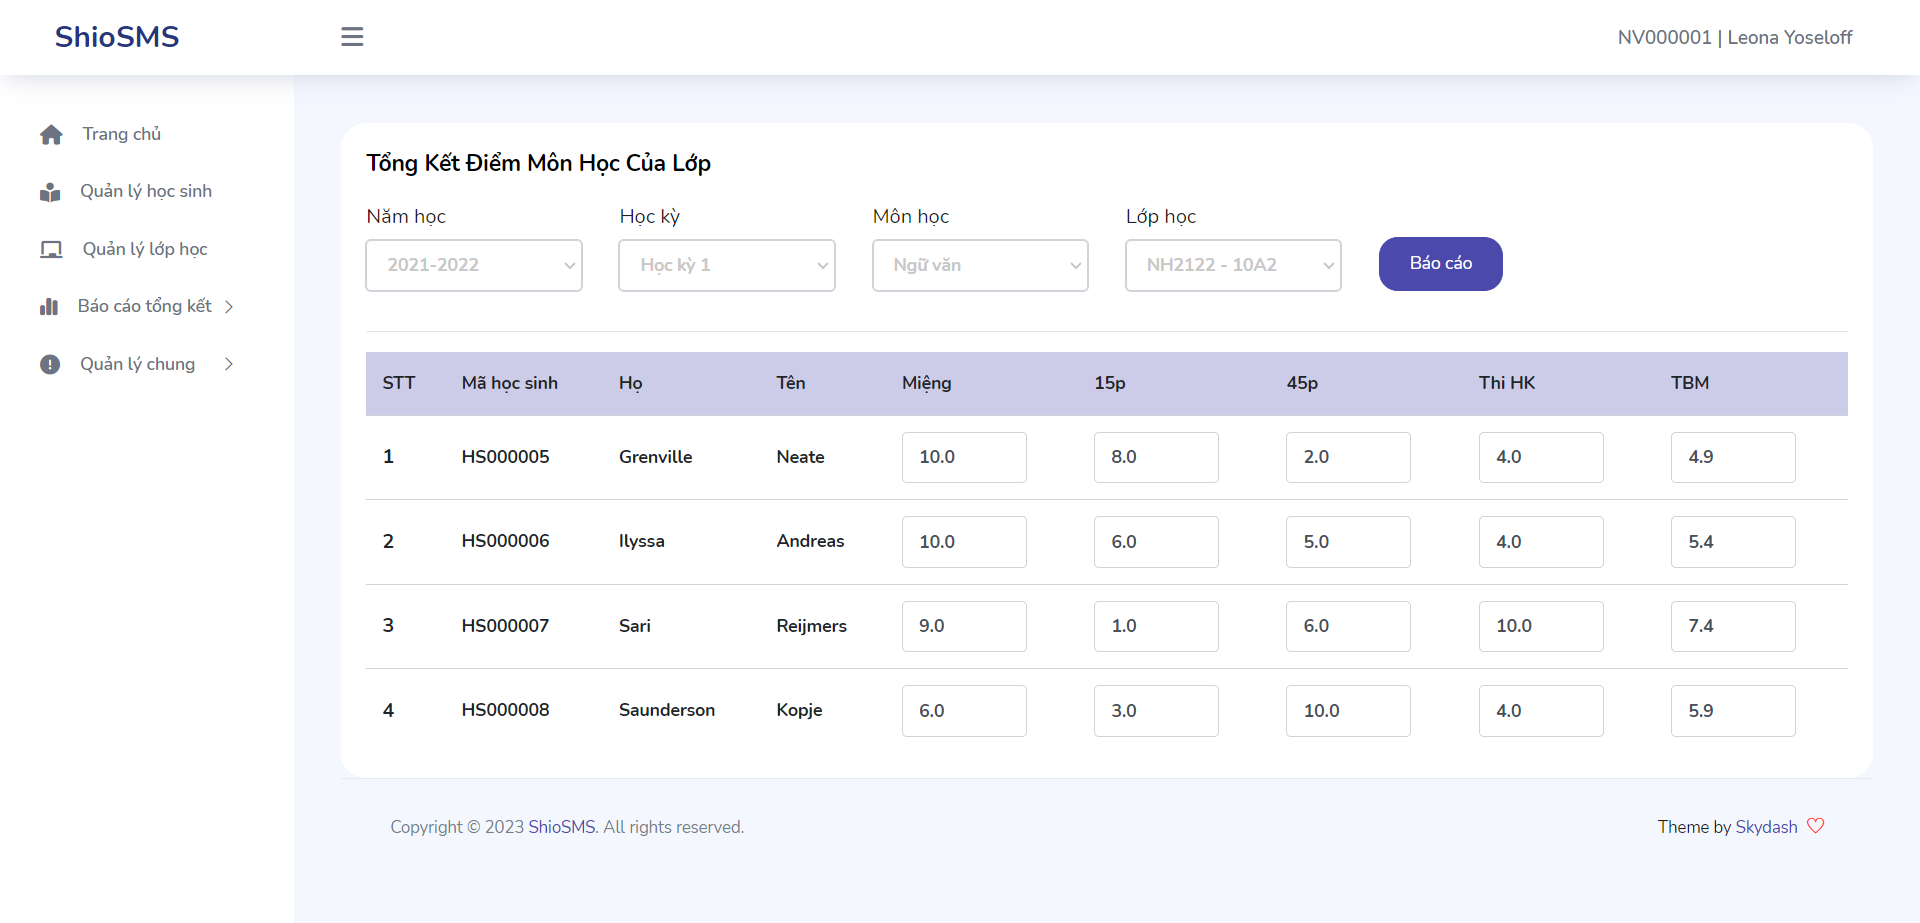 ShioSMS
NV000001 | Leona Yoseloff
Trang chủ
Quản lý học sinh
Quản lý lớp học
Báo cáo tổng kết
Quản lý chung
Tổng Kết Điểm Môn Học Của Lớp
Năm học Học kỳ Môn học Lớp học
2021-2022 Học kỳ 1 Ngữ văn NH2122 - 10A2 Báo cáo
STT Mã học sinh Họ Tên Miệng 15p 45p Thi HK TBM
1 HS000005 Grenville Neate 10.0 8.0 2.0 4.0 4.9
2 HS000006 Ilyssa Andreas 10.0 6.0 5.0 4.0 5.4
3 HS000007 Sari Reijmers 9.0 1.0 6.0 10.0 7.4
4 HS000008 Saunderson Kopje 6.0 3.0 10.0 4.0 5.9
Copyright © 2023 ShioSMS. All rights reserved.
Theme by Skydash